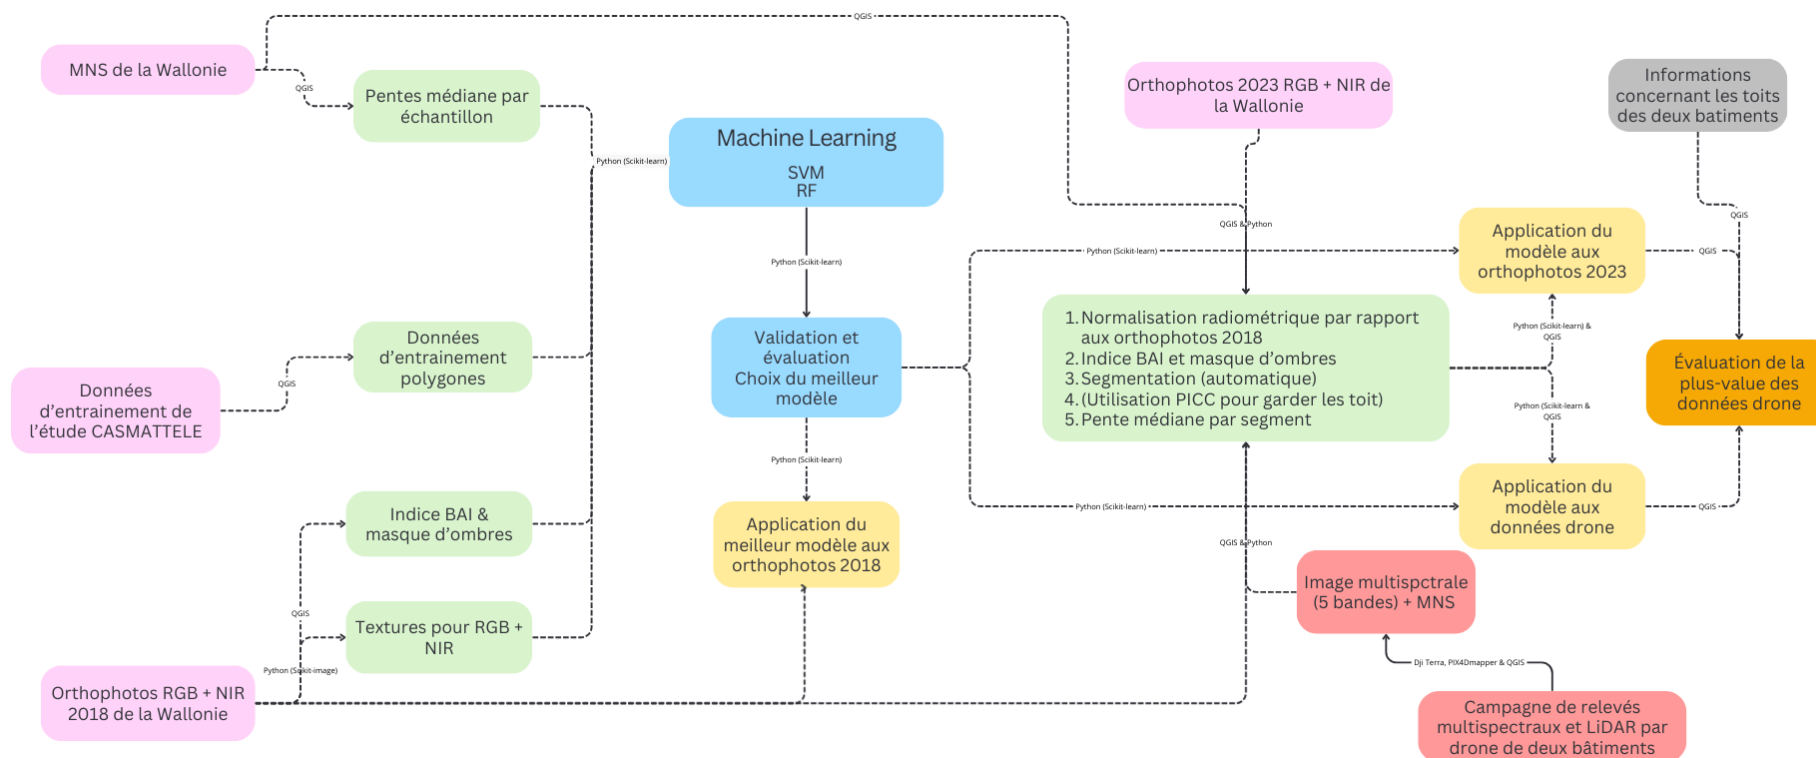 QGIS
MNS de la Wallonie
QGIS
Pentes médiane par
échantillon
Python (Scikit-learn)
Machine Learning
SVM
RF
Orthophotos 2023 RGB + NIR de
la Wallonie
Informations
concernant les toits
des deux batiments
QGIS
QGIS & Python
Python (Scikit-learn)
Python (Scikit-learn)
Application du
modèle aux
orthophotos 2023
QGIS
Données
d’entrainement
polygones
QGIS
Données
d’entrainement de
l’étude CASMATTELE
Validation et
évaluation
Choix du meilleur
modèle
1. Normalisation radiométrique par rapport
aux orthophotos 2018
2. Indice BAI et masque d’ombres
3. Segmentation (automatique)
4. (Utilisation PICC pour garder les toit)
5. Pente médiane par segment
Python (Scikit-learn) &
QGIS
Python (Scikit-learn &
QGIS
Évaluation de la
plus-value des
données drone
Python (Scikit-learn)
Python (Scikit-learn)
Application du
modèle aux
données drone
QGIS
Indice BAI &
masque d’ombres
QGIS
Application du
meilleur modèle aux
orthophotos 2018
QGIS & Python
Image multispctrale
(5 bandes) + MNS
Textures pour RGB +
NIR
Python (Scikit-image)
Orthophotos RGB + NIR
2018 de la Wallonie
Dji Terra, PIX4Dmapper & QGIS
Campagne de relevés
multispectraux et LiDAR par
drone de deux bâtiments